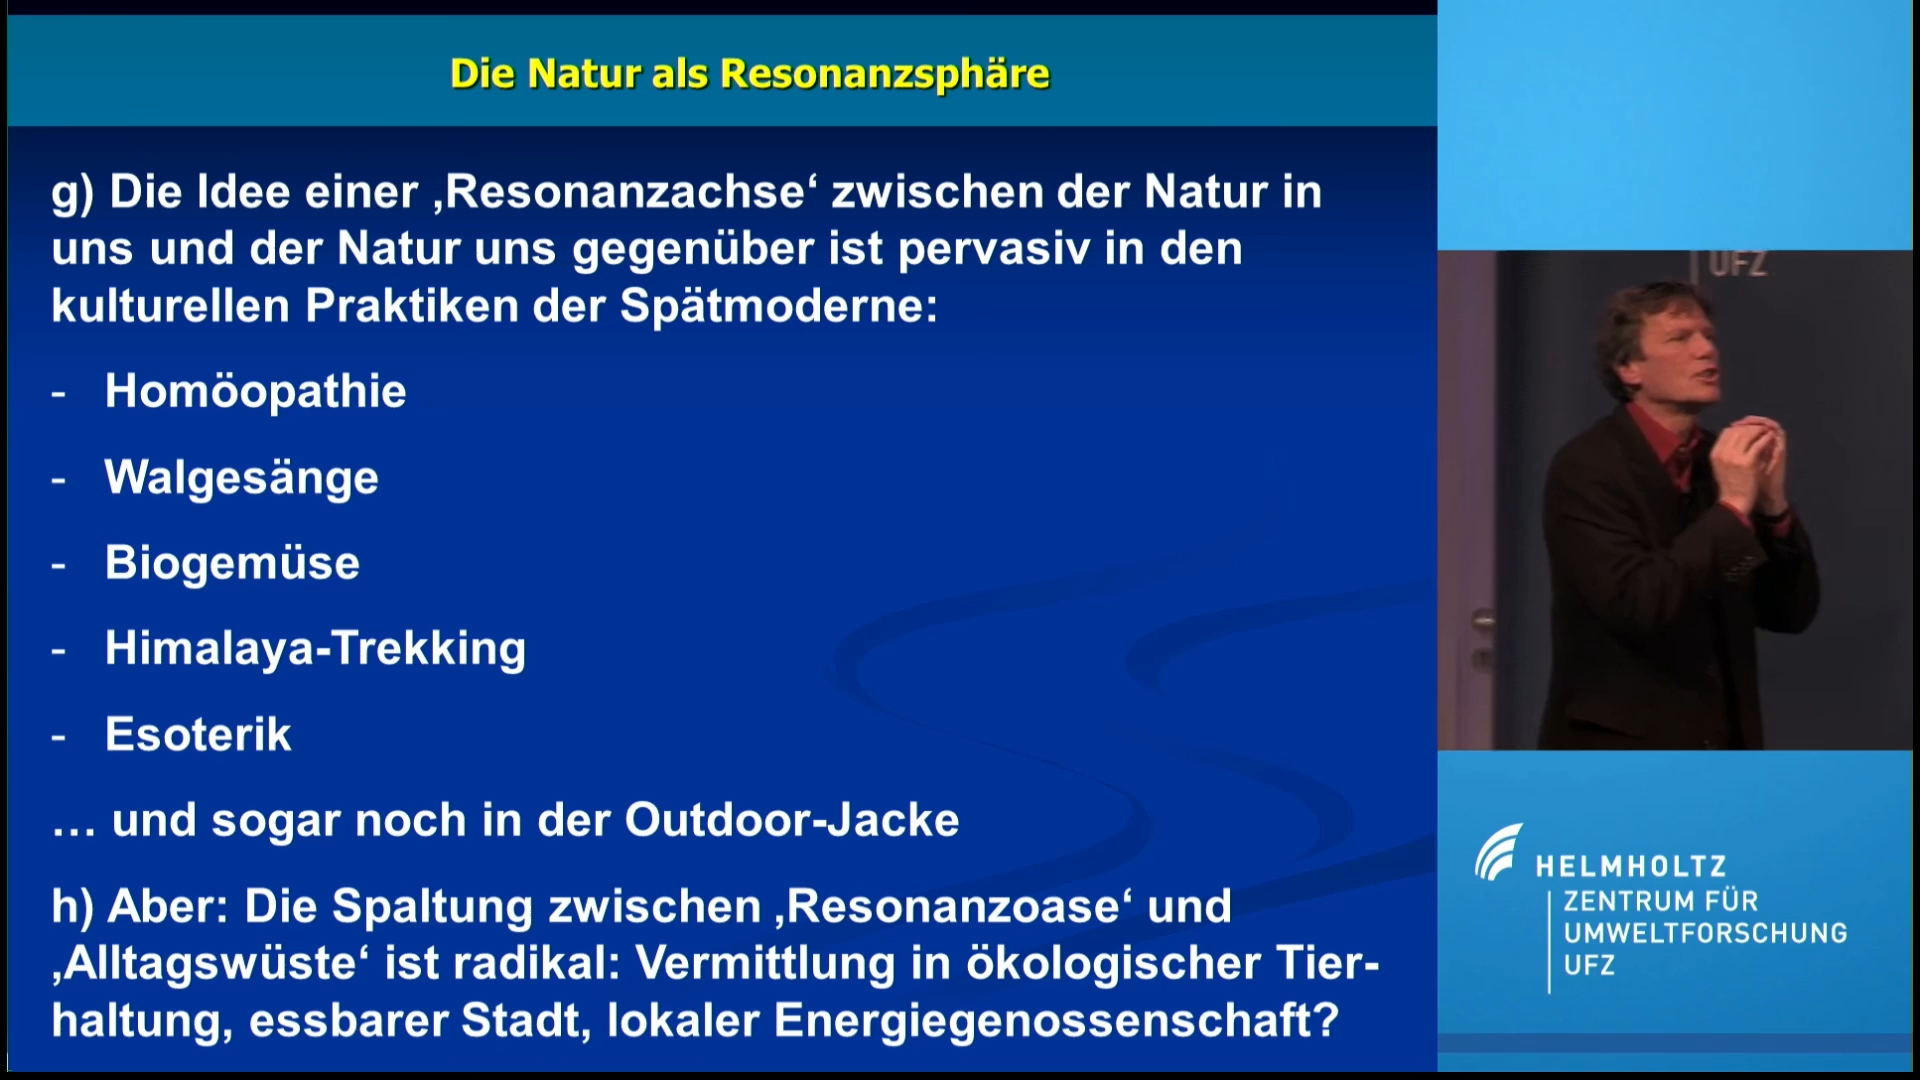 Die Natur als Resonanzsphäre
g) Die Idee einer ‚Resonanzachse‘ zwischen der Natur in
uns und der Natur uns gegenüber ist pervasiv in den
kulturellen Praktiken der Spätmoderne:
- Homöopathie
- Walgesänge
- Biogemüse
- Himalaya-Trekking
- Esoterik
… und sogar noch in der Outdoor-Jacke
h) Aber: Die Spaltung zwischen ‚Resonanzoase‘ und
‚Alltagswüste‘ ist radikal: Vermittlung in ökologischer Tier-
haltung, essbarer Stadt, lokaler Energiegenossenschaft?
UFZ
HELMHOLTZ
ZENTRUM FÜR
UMWELTFORSCHUNG
UFZ